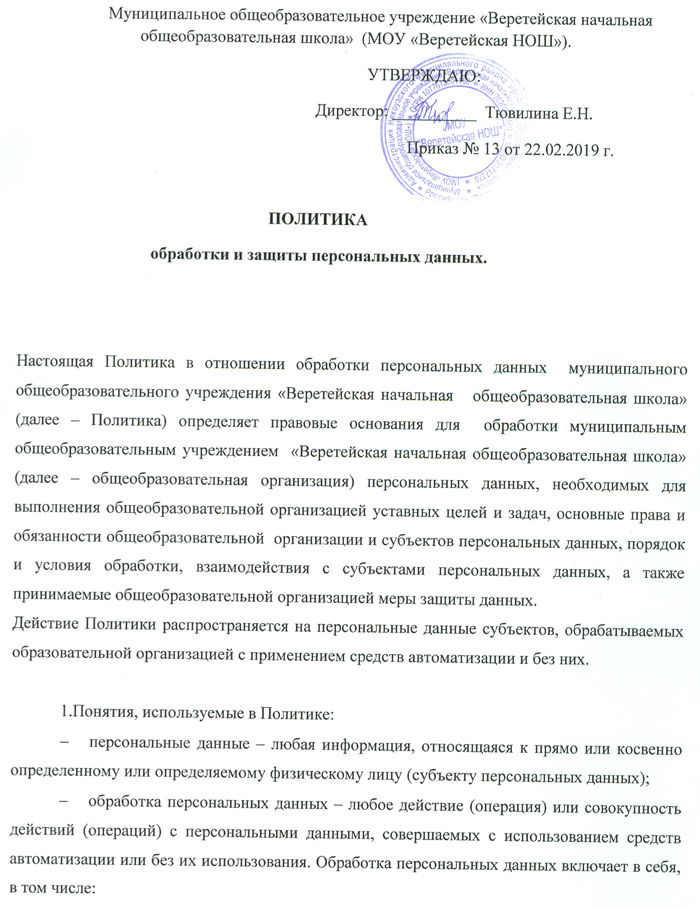 Муниципальное общеобразовательное учреждение «Веретейская начальная
общеобразовательная школа» (МОУ «Веретейская НОШ»).
УТВЕРЖДАЮ:
Директор: Тювилина Е.Н.
МОУ
"Веретейская НОШ"
Приказ № 13 от 22.02.2019 г.
ПОЛИТИКА
обработки и защиты персональных данных.
Настоящая Политика в отношении обработки персональных данных муниципального
общеобразовательного учреждения «Веретейская начальная общеобразовательная школа»
(далее – Политика) определяет правовые основания для обработки муниципальным
общеобразовательным учреждением «Веретейская начальная общеобразовательная школа»
(далее – общеобразовательная организация) персональных данных, необходимых для
выполнения общеобразовательной организацией уставных целей и задач, основные права и
обязанности общеобразовательной организации и субъектов персональных данных, порядок
и условия обработки, взаимодействия с субъектами персональных данных, а также
принимаемые общеобразовательной организацией меры защиты данных.
Действие Политики распространяется на персональные данные субъектов, обрабатываемых
образовательной организацией с применением средств автоматизации и без них.
1.Понятия, используемые в Политике:
– персональные данные – любая информация, относящаяся к прямо или косвенно
определенному или определяемому физическому лицу (субъекту персональных данных);
– обработка персональных данных – любое действие (операция) или совокупность
действий (операций) с персональными данными, совершаемых с использованием средств
автоматизации или без их использования. Обработка персональных данных включает в себя,
в том числе: